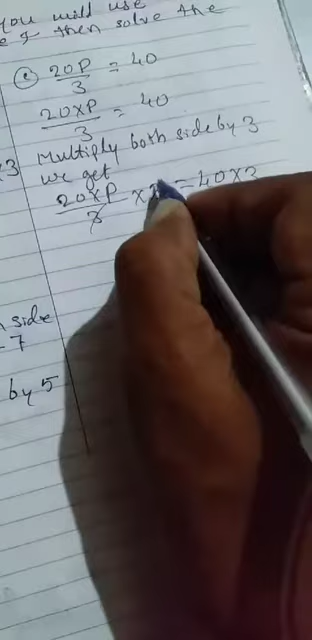 you will use
& then solve the
c 20P/3 = 40
20×P/3 = 40
×3 Multiply both side by 3
we get
20×P/3 × 3 = 40×3
side
= 7
by 5